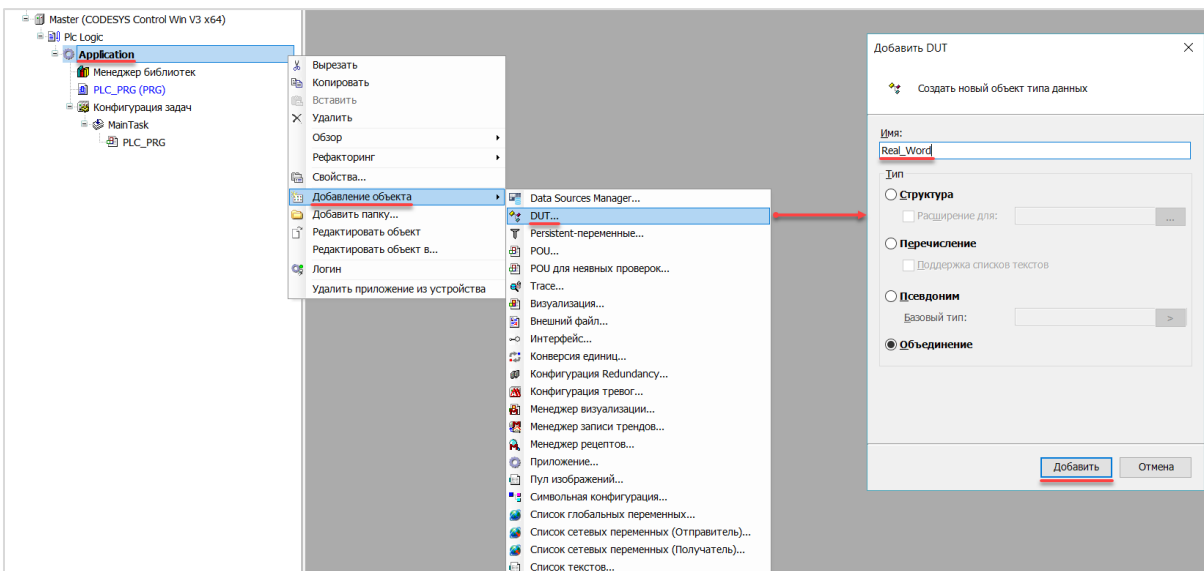 Master (CODESYS Control Win V3 x64)
Plc Logic
Application
Менеджер библиотек
PLC_PRG (PRG)
Конфигурация задач
MainTask
PLC_PRG
Вырезать
Копировать
Вставить
Удалить
Обзор
Рефакторинг
Свойства...
Добавление объекта
Добавить папку...
Редактировать объект
Редактировать объект в...
Логин
Удалить приложение из устройства
Data Sources Manager...
DUT...
Persistent-переменные...
POU...
POU для неявных проверок...
Trace...
Визуализация...
Внешний файл...
Интерфейс...
Конверсия единиц...
Конфигурация Redundancy...
Конфигурация тревог...
Менеджер визуализации...
Менеджер записи трендов...
Менеджер рецептов...
Приложение...
Пул изображений...
Символьная конфигурация...
Список глобальных переменных...
Список сетевых переменных (Отправитель)...
Список сетевых переменных (Получатель)...
Список текстов...
Добавить DUT
Создать новый объект типа данных
Имя:
Real_Word
Тип
Структура
Расширение для:
...
Перечисление
Поддержка списков текстов
Псевдоним
Базовый тип:
>
Объединение
Добавить
Отмена